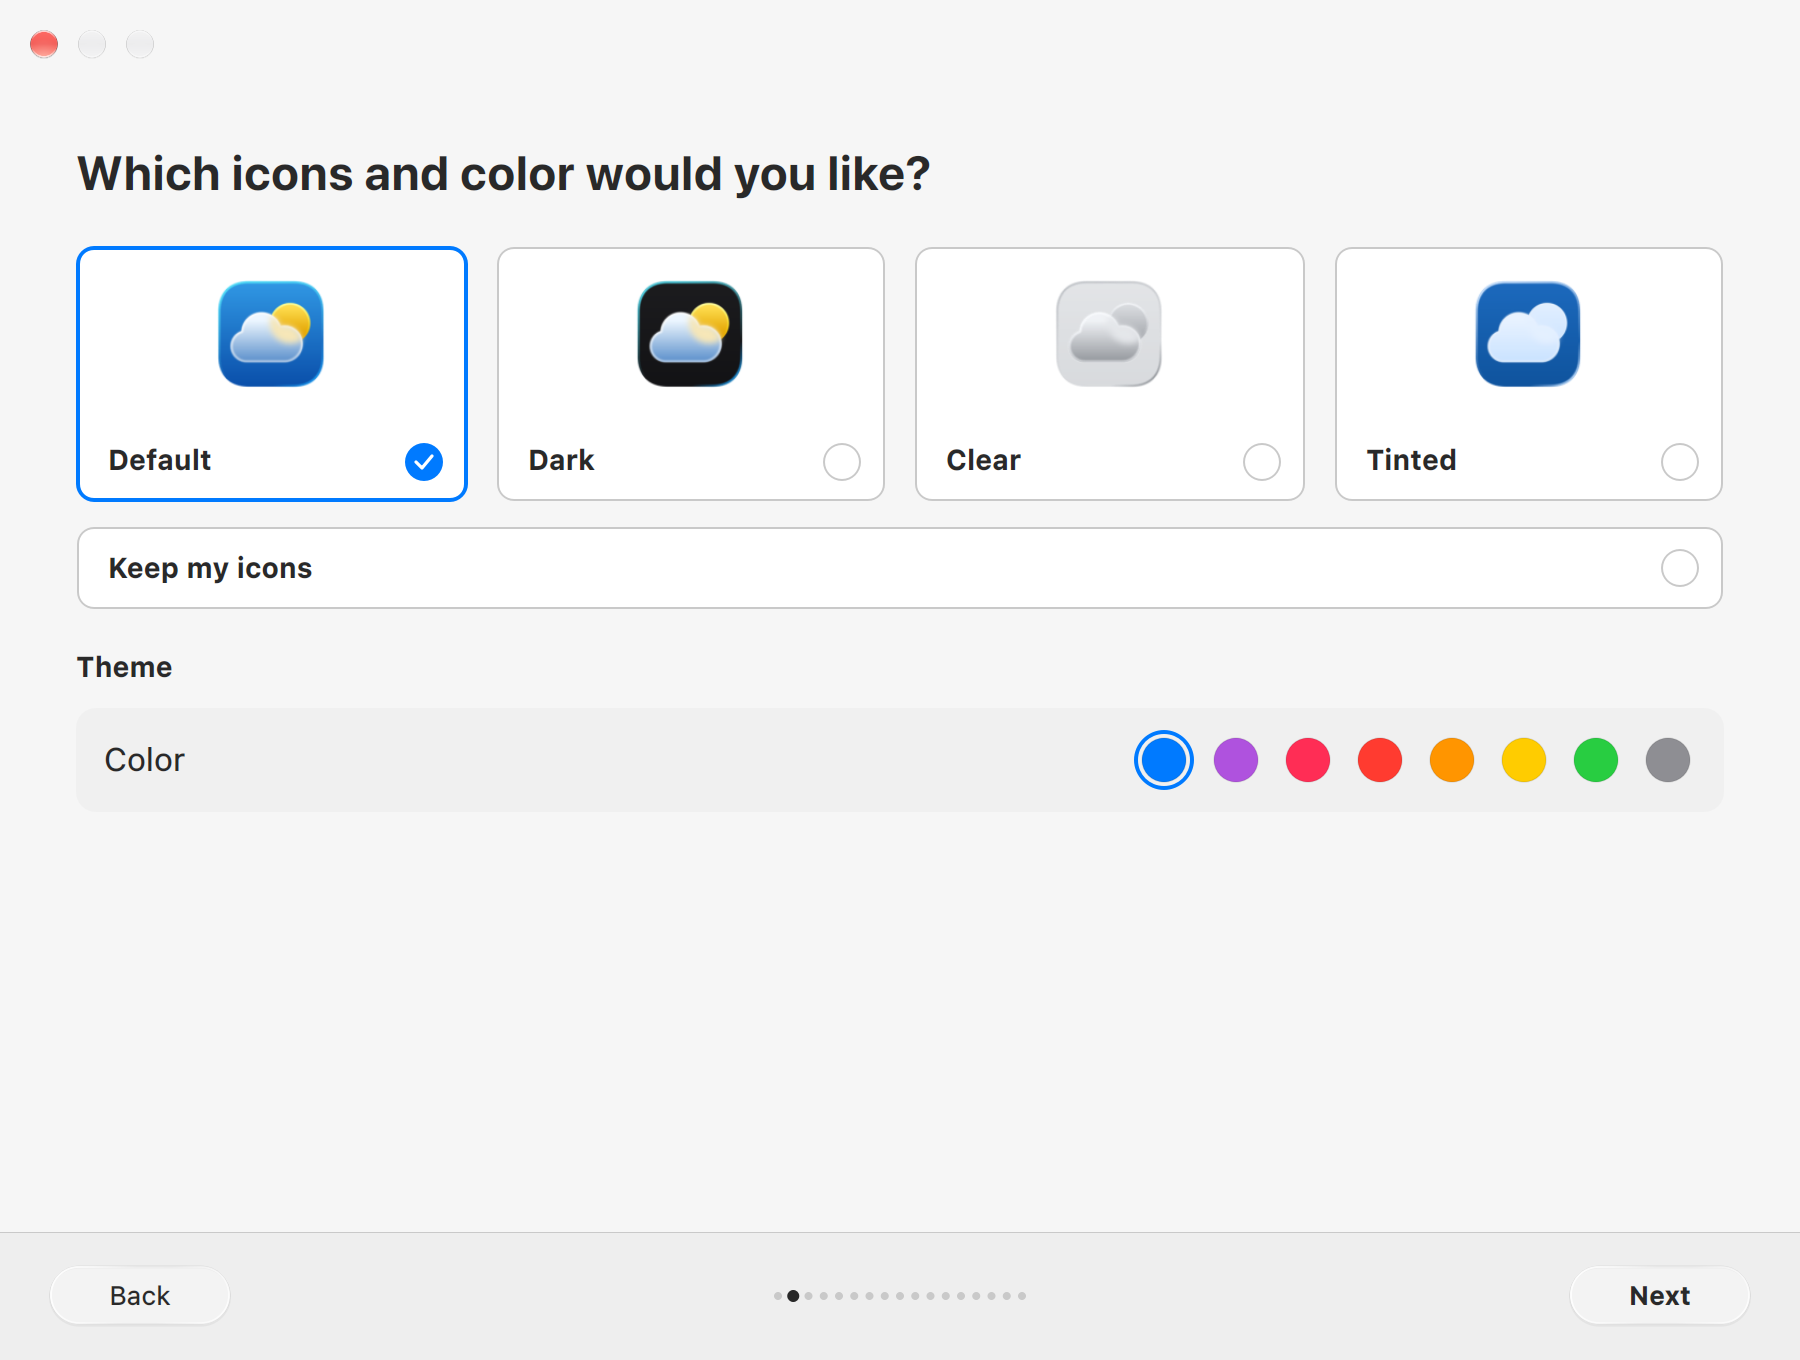 Which icons and color would you like?
Default
Dark
Clear
Tinted
Keep my icons
Theme
Color
Back
Next